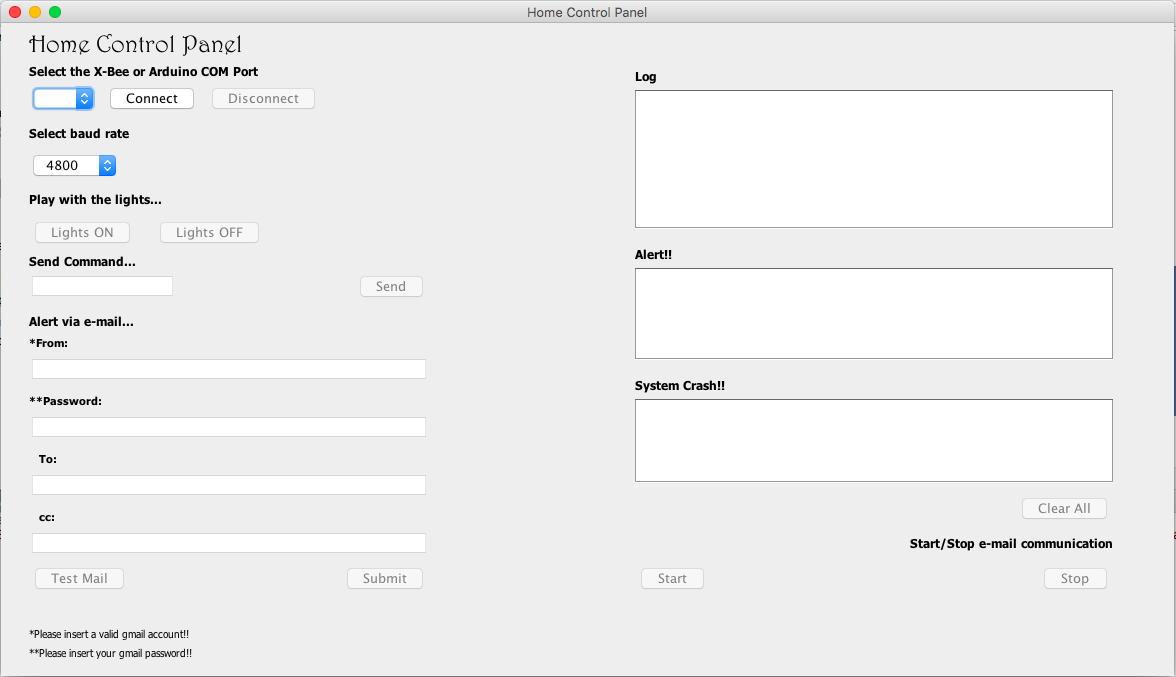 Home Control Panel
Home Control Panel
Select the X-Bee or Arduino COM Port
Connect
Disconnect
Select baud rate
4800
Play with the lights...
Lights ON
Lights OFF
Send Command...
Send
Alert via e-mail...
*From:
**Password:
To:
cc:
Test Mail
Submit
*Please insert a valid gmail account!!
**Please insert your gmail password!!
Log
Alert!!
System Crash!!
Clear All
Start/Stop e-mail communication
Start
Stop